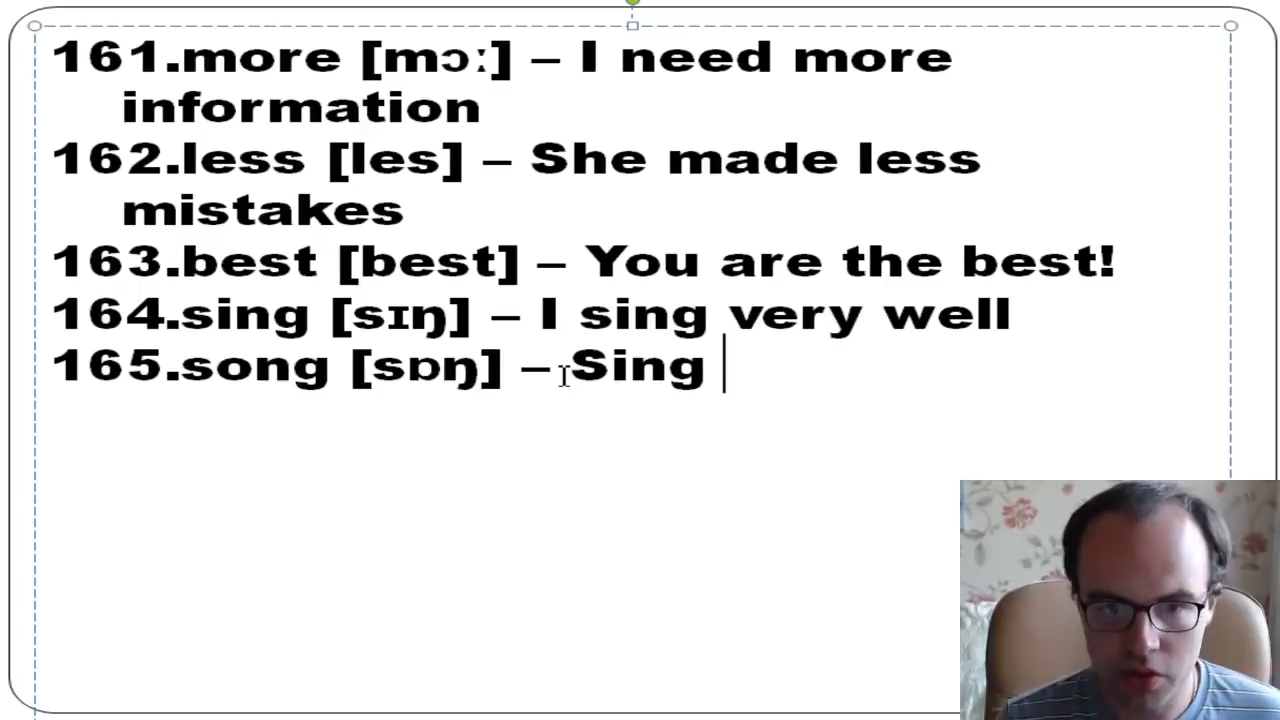 161.more [mɔː] – I need more
information
162.less [les] – She made less
mistakes
163.best [best] – You are the best!
164.sing [sɪŋ] – I sing very well
165.song [sɒŋ] – Sing